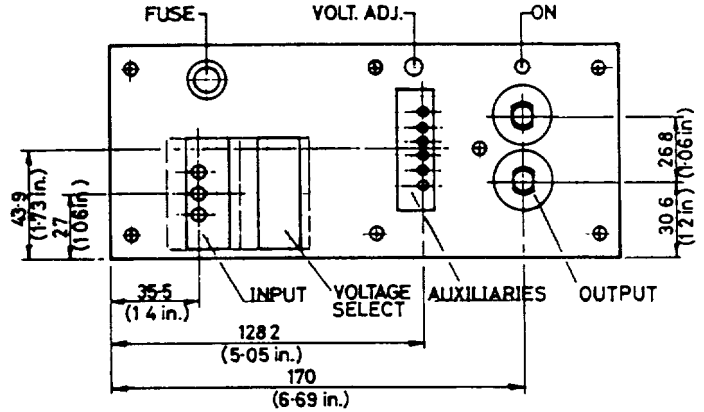 FUSE
VOLT. ADJ.
ON
43·9
(1·73 in.)
27
(1·06 in.)
26·8
(1·06 in.)
30·6
(1·2 in.)
35·5
(1·4 in.)
INPUT
VOLTAGE
SELECT
AUXILIARIES
OUTPUT
128·2
(5·05 in.)
170
(6·69 in.)